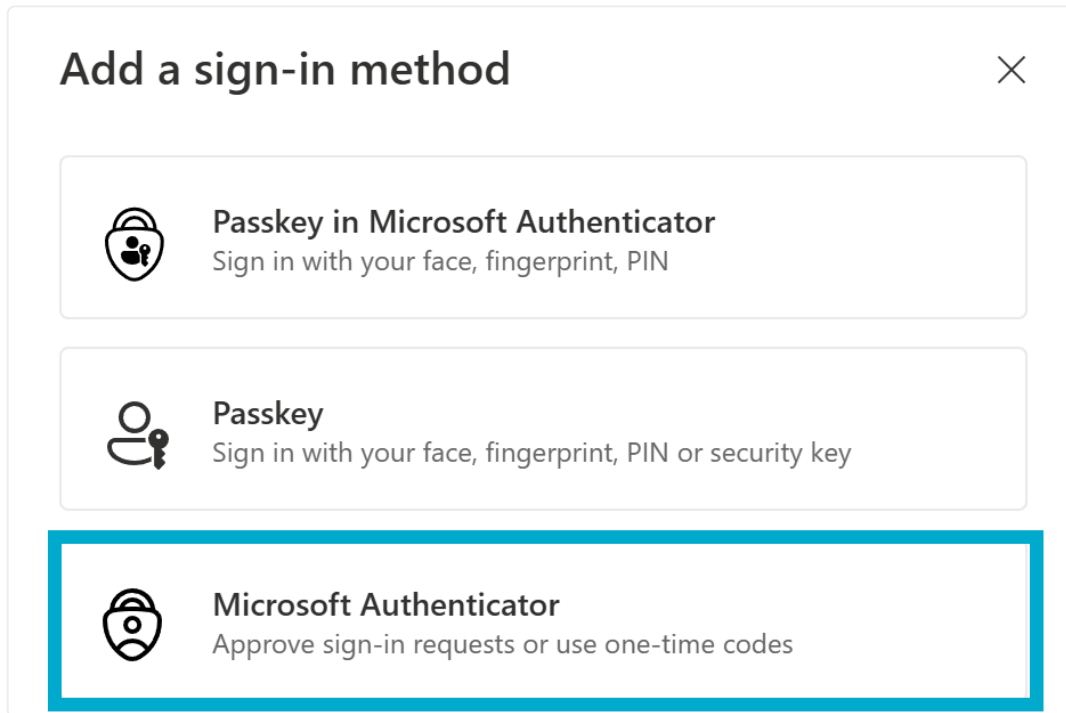 Add a sign-in method
Passkey in Microsoft Authenticator
Sign in with your face, fingerprint, PIN
Passkey
Sign in with your face, fingerprint, PIN or security key
Microsoft Authenticator
Approve sign-in requests or use one-time codes